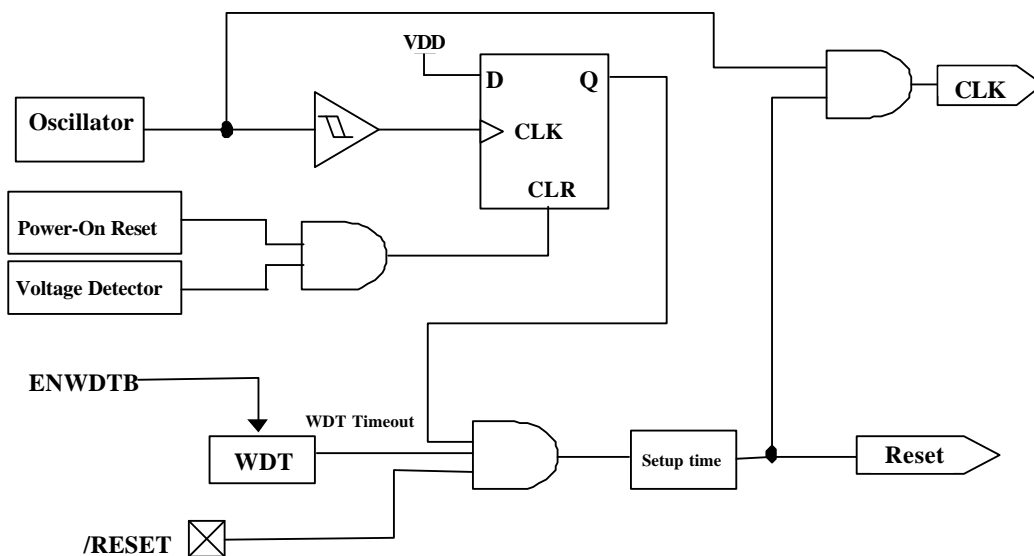 VDD
D
Q
CLK
Oscillator
CLK
CLR
Power-On Reset
Voltage Detector
ENWDTB
WDT Timeout
WDT
Setup time
Reset
/RESET